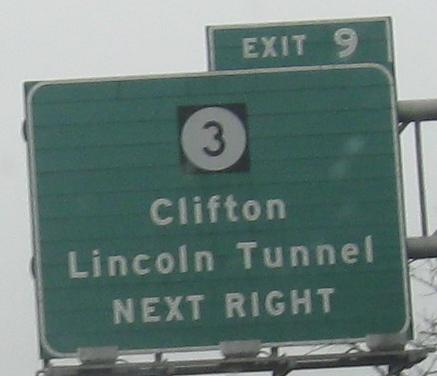 EXIT 9
3
Clifton
Lincoln Tunnel
NEXT RIGHT